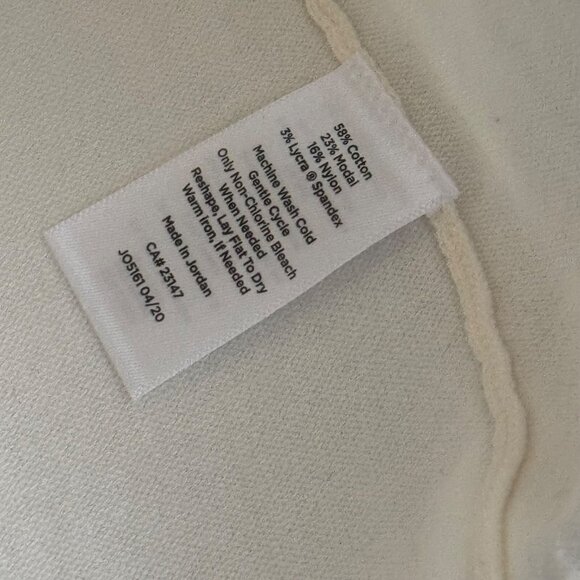 58% Cotton
23% Modal
16% Nylon
3% Lycra ® Spandex
Machine Wash Cold
Gentle Cycle
Only Non-Chlorine Bleach
When Needed
Reshape, Lay Flat To Dry
Warm Iron, If Needed
Made In Jordan
CA# 23147
JO5161 04/20